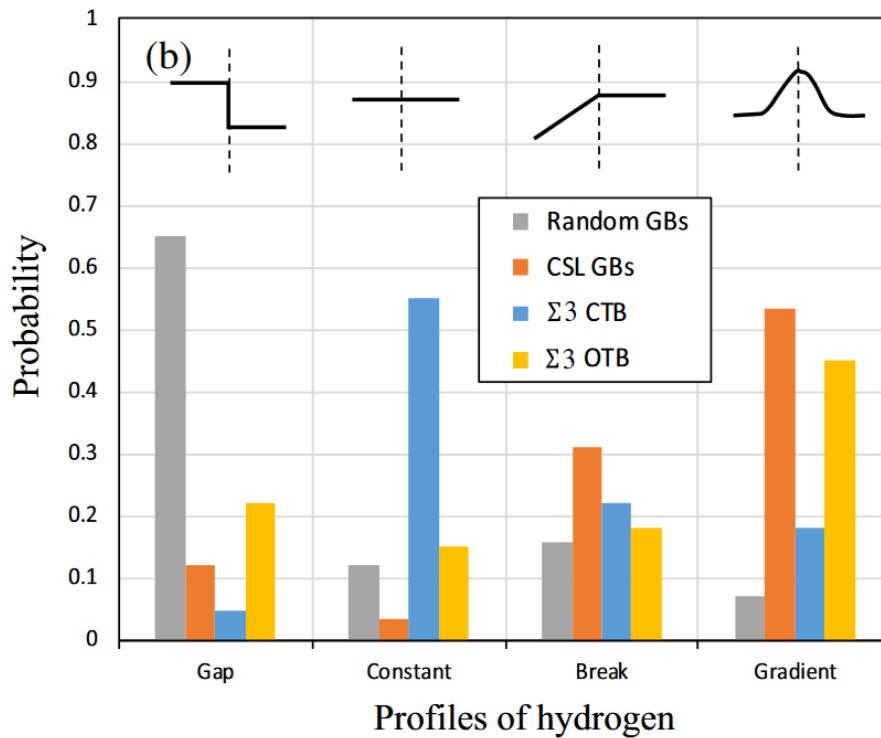 (b)
1
0.9
0.8
0.7
0.6
0.5
0.4
0.3
0.2
0.1
0
Probability
Random GBs
CSL GBs
Σ3 CTB
Σ3 OTB
Gap Constant Break Gradient
Profiles of hydrogen